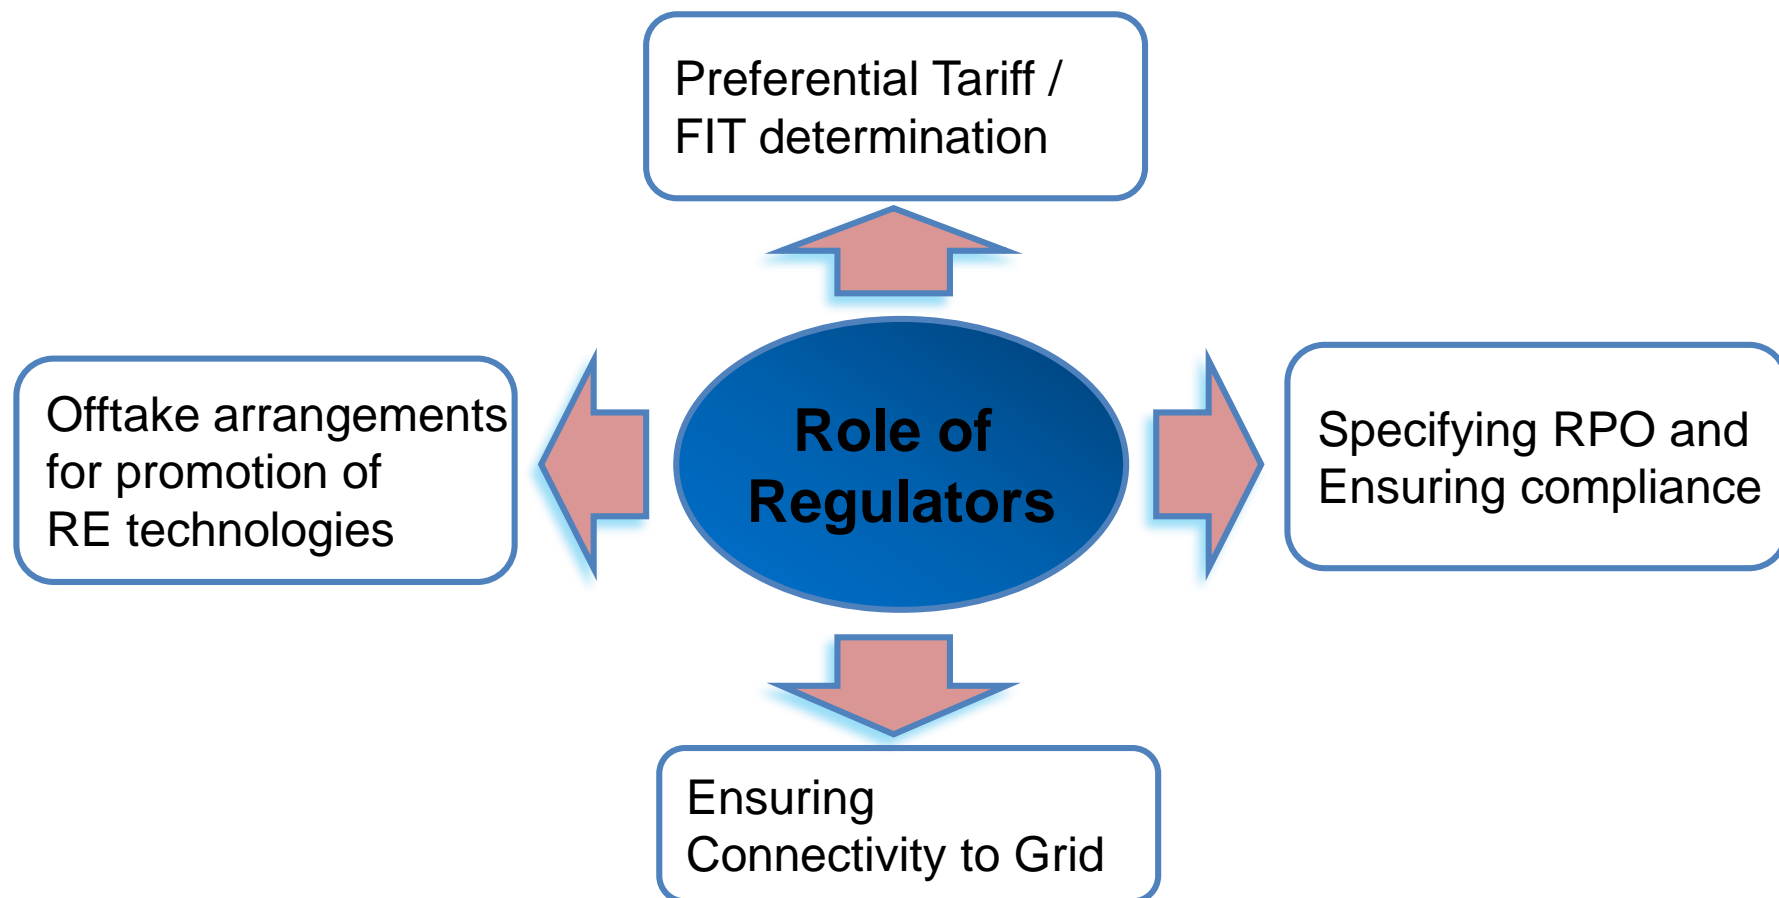 Preferential Tariff /
FIT determination
Offtake arrangements
for promotion of
RE technologies
Role of
Regulators
Specifying RPO and
Ensuring compliance
Ensuring
Connectivity to Grid